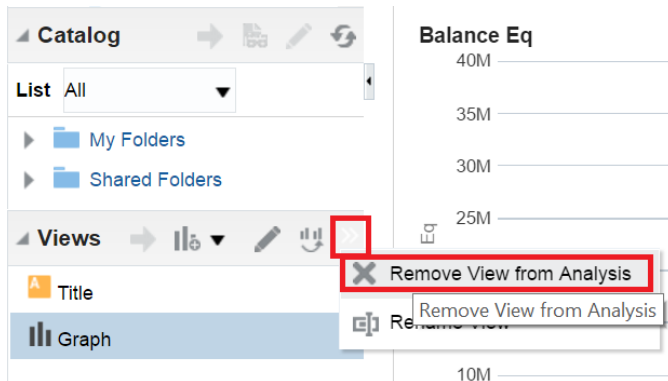 Catalog
List All
My Folders
Shared Folders
Views
Title
Graph
Balance Eq
40M
35M
30M
25M
Eq
10M
Remove View from Analysis
Remove View from Analysis